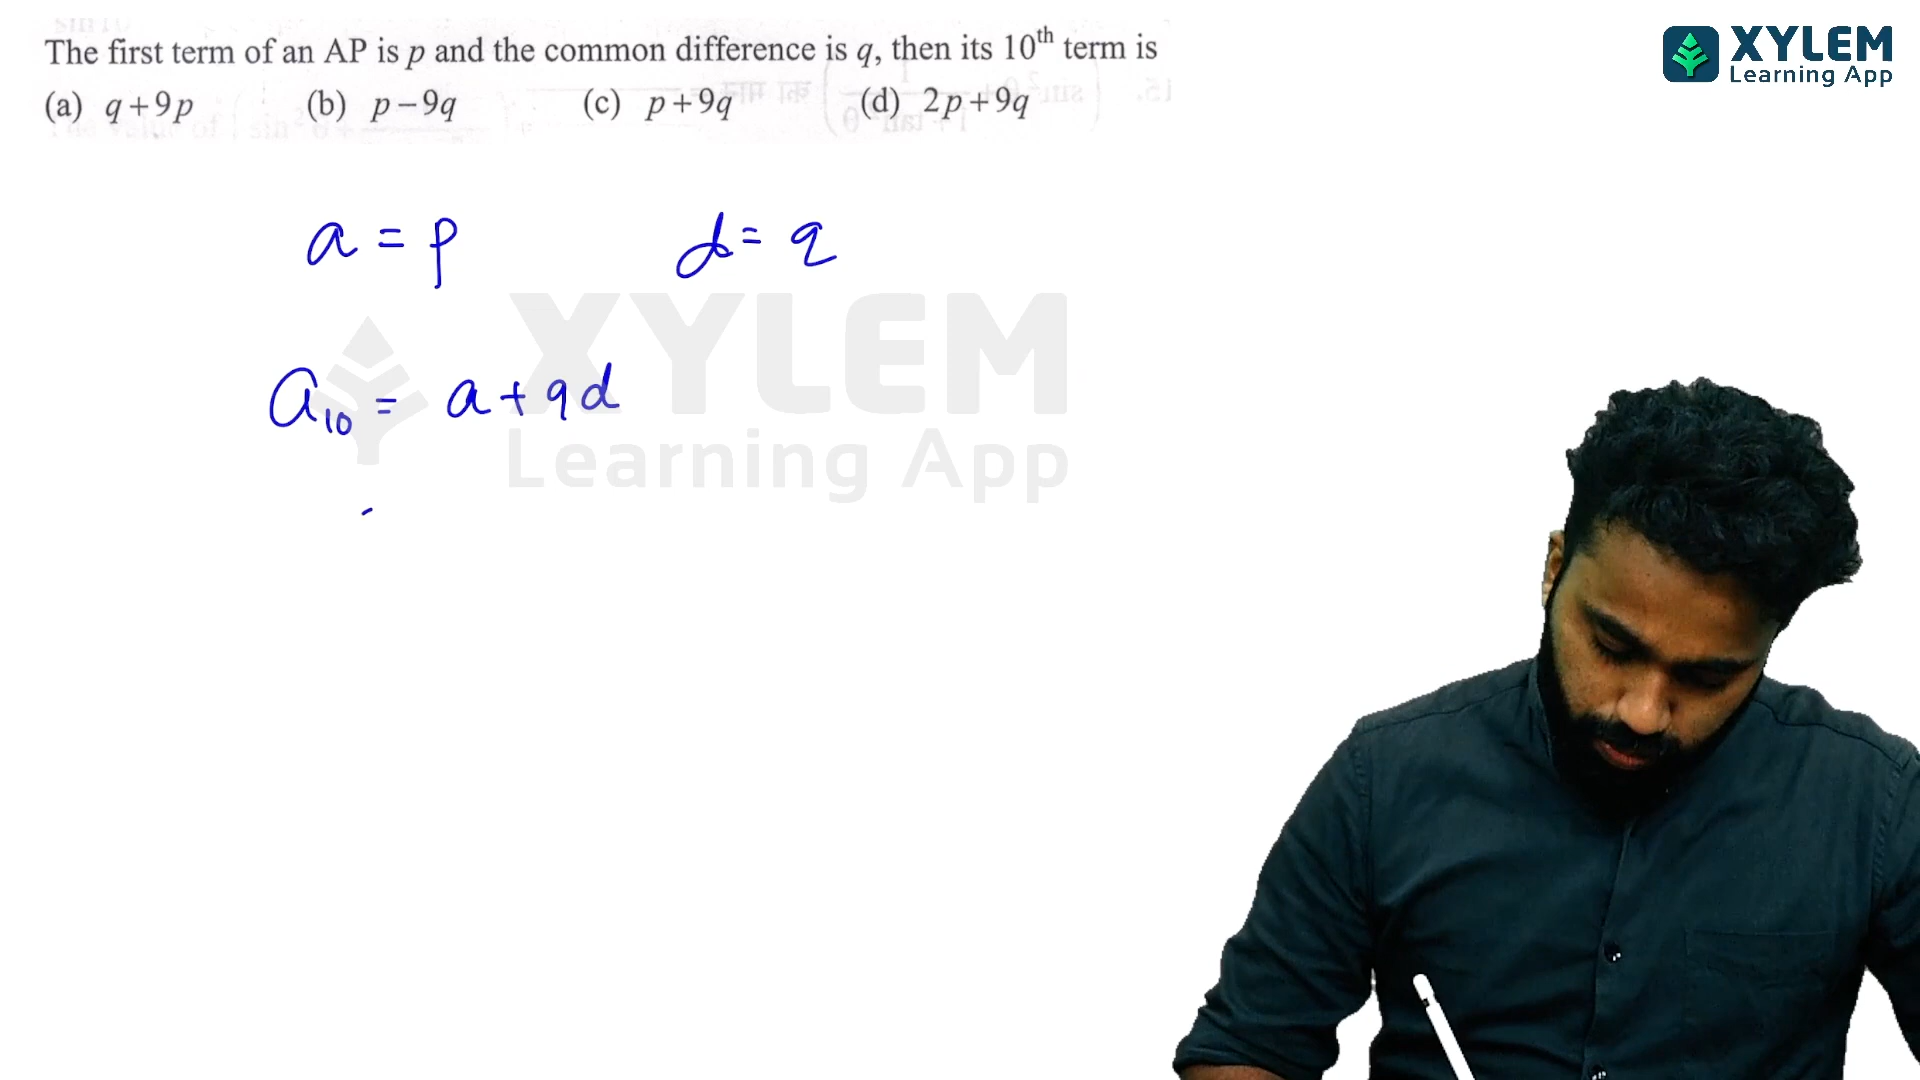 The first term of an AP is p and the common difference is q, then its 10th term is
(a) q+9p (b) p−9q (c) p+9q (d) 2p+9q
XYLEM
Learning App
a = p d = q
XYLEM
a10 = a + 9d
Learning App